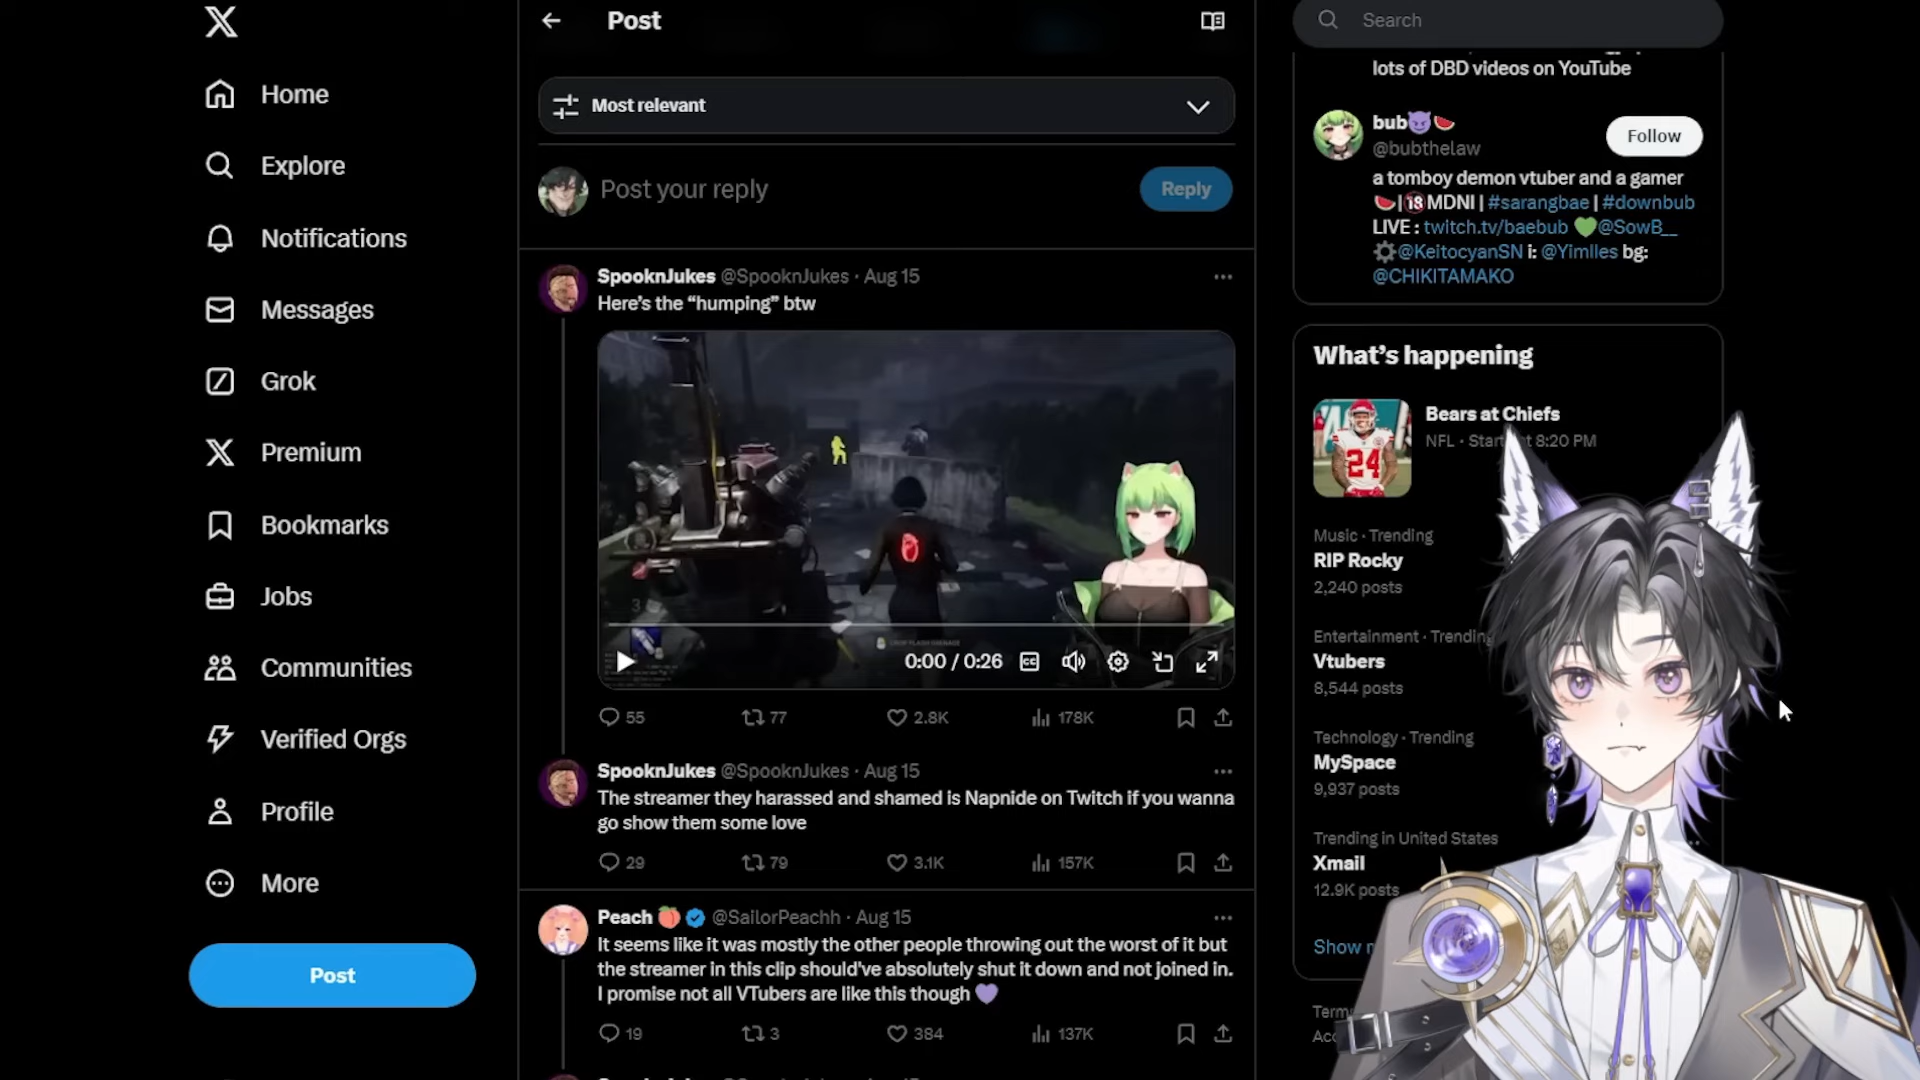 Home
Explore
Notifications
Messages
Grok
Premium
Bookmarks
Jobs
Communities
Verified Orgs
Profile
More
Post
Post
Most relevant
Post your reply
Reply
SpooknJukes @SpooknJukes · Aug 15
Here's the “humping” btw
0:00 / 0:26
55 77 2.8K 178K
SpooknJukes @SpooknJukes · Aug 15
The streamer they harassed and shamed is Napnide on Twitch if you wanna
go show them some love
29 79 3.1K 157K
Peach🍑 @SailorPeachh · Aug 15
It seems like it was mostly the other people throwing out the worst of it but
the streamer in this clip should've absolutely shut it down and not joined in.
I promise not all VTubers are like this though 💜
19 3 384 137K
Search
lots of DBD videos on YouTube
bub😈🍉
@bubthelaw
Follow
a tomboy demon vtuber and a gamer
🍉|🔞MDNI | #sarangbae | #downbub
LIVE : twitch.tv/baebub 💚@SowB__
⚙️@KeitocyanSN i: @Yimlles bg:
@CHIKITAMAKO
What's happening
Bears at Chiefs
NFL · at 8:20 PM
24
Music · Trending
RIP Rocky
2,240 posts
Entertainment · Trending
Vtubers
8,544 posts
Technology · Trending
MySpace
9,937 posts
Trending in United States
Xmail
12.9K posts
Show